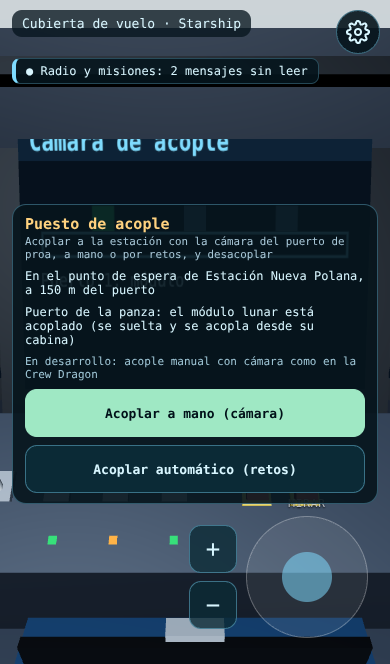 Cubierta de vuelo · Starship
● Radio y misiones: 2 mensajes sin leer
Cámara de acople
Puesto de acople
Acoplar a la estación con la cámara del puerto de
proa, a mano o por retos, y desacoplar
En el punto de espera de Estación Nueva Polana,
a 150 m del puerto
Puerto de la panza: el módulo lunar está
acoplado (se suelta y se acopla desde su
cabina)
En desarrollo: acople manual con cámara como en la
Crew Dragon
Acoplar a mano (cámara)
Acoplar automático (retos)
+
−